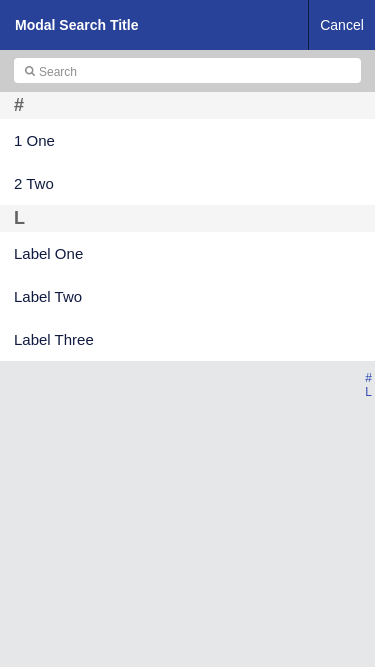 Modal Search Title
Cancel
Search
#
1 One
2 Two
L
Label One
Label Two
Label Three
#
L